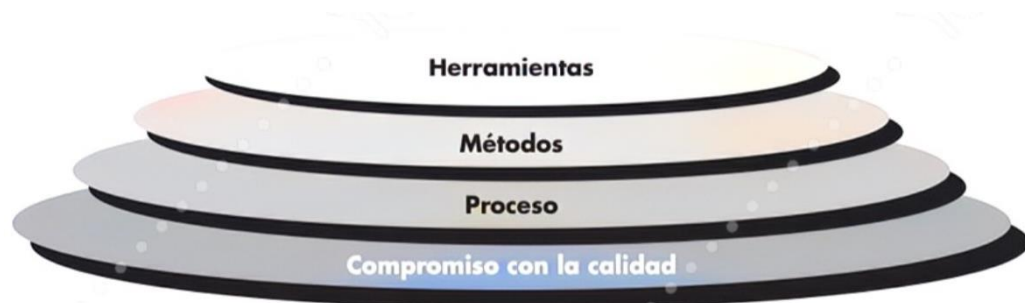 Herramientas
Métodos
Proceso
Compromiso con la calidad